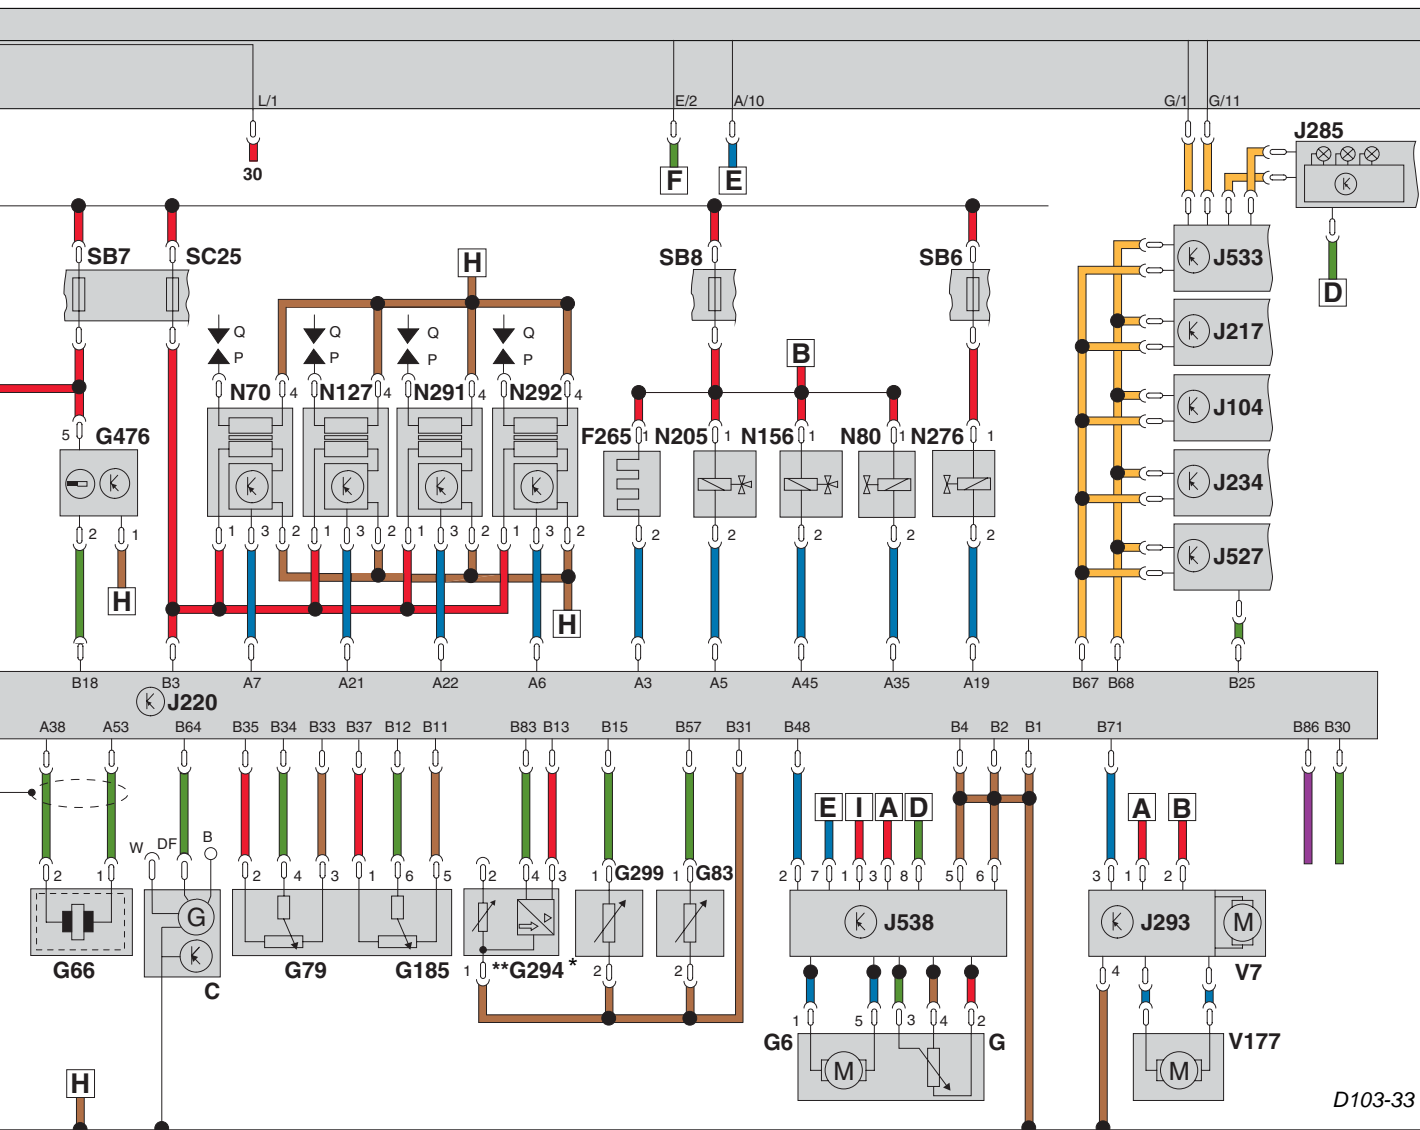 L/1 E/2 A/10 G/1 G/11
J285
30 F E
D
SB7 SC25 H SB8 SB6 J533
Q Q Q Q J217
P P P P B
N70 4 N127 4 N291 4 N292 4 J104
5 G476 F265 1 N205 1 N156 1 N80 1 N276 1
J234
2 1 1 3 2 1 3 2 1 3 2 1 3 2 2 2 2 2 2
J527
H H
B18 B3 A7 A21 A22 A6 A3 A5 A45 A35 A19 B67 B68 B25
J220
A38 A53 B64 B35 B34 B33 B37 B12 B11 B83 B13 B15 B57 B31 B48 B4 B2 B1 B71 B86 B30
E I A D A B
W DF B
2 1 2 4 3 1 6 5 2 4 3 1 G299 1 G83 2 7 1 3 8 5 6 3 1 2
G J538 J293 M
G66 C G79 G185 1 **G294 * 2 2 4 V7
1 5 3 4 2
G6 M G M V177
H
D103-33